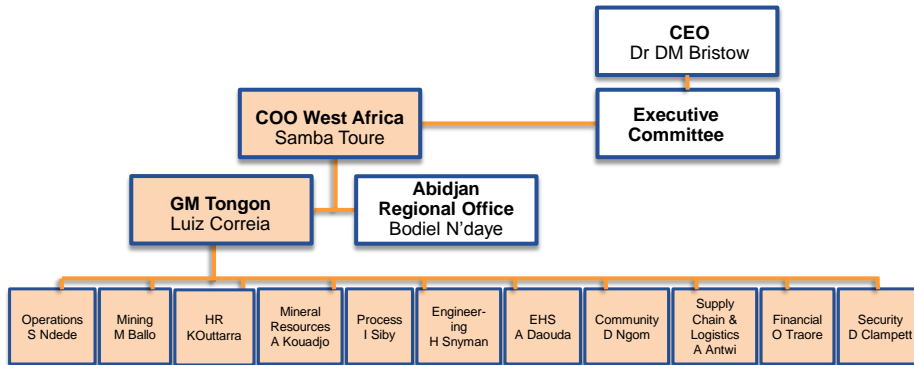 CEO
Dr DM Bristow
COO West Africa
Samba Toure
Executive
Committee
GM Tongon
Luiz Correia
Abidjan
Regional Office
Bodiel N’daye
Operations
S Ndede
Mining
M Ballo
HR
KOuttarra
Mineral
Resources
A Kouadjo
Process
I Siby
Engineer-
ing
H Snyman
EHS
A Daouda
Community
D Ngom
Supply
Chain &
Logistics
A Antwi
Financial
O Traore
Security
D Clampett